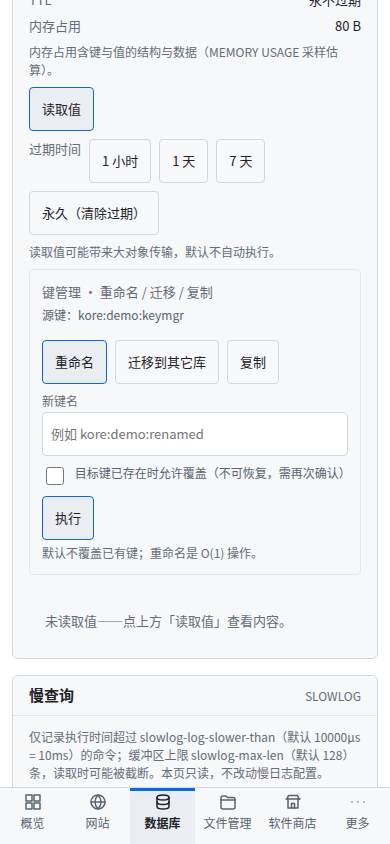 TTL 永不过期
内存占用 80 B
内存占用含键与值的结构与数据（MEMORY USAGE 采样估
算）。
读取值
过期时间 1 小时 1 天 7 天
永久（清除过期）
读取值可能带来大对象传输，默认不自动执行。
键管理 · 重命名 / 迁移 / 复制
源键：kore:demo:keymgr
重命名 迁移到其它库 复制
新键名
例如 kore:demo:renamed
目标键已存在时允许覆盖（不可恢复，需再次确认）
执行
默认不覆盖已有键；重命名是 O(1) 操作。
未读取值——点上方「读取值」查看内容。
慢查询 SLOWLOG
仅记录执行时间超过 slowlog-log-slower-than（默认 10000μs
= 10ms）的命令；缓冲区上限 slowlog-max-len（默认 128）
条，读取时可能被截断。本页只读，不改动慢日志配置。
概览 网站 数据库 文件管理 软件商店 更多